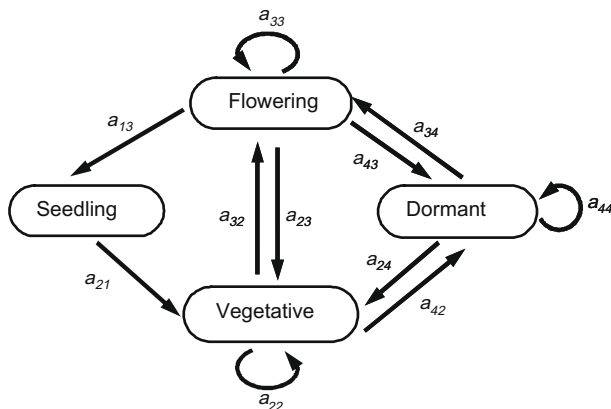 a33
Flowering
a13
a34
a43
Seedling
Dormant
a44
a32
a23
a21
a24
a42
Vegetative
a22